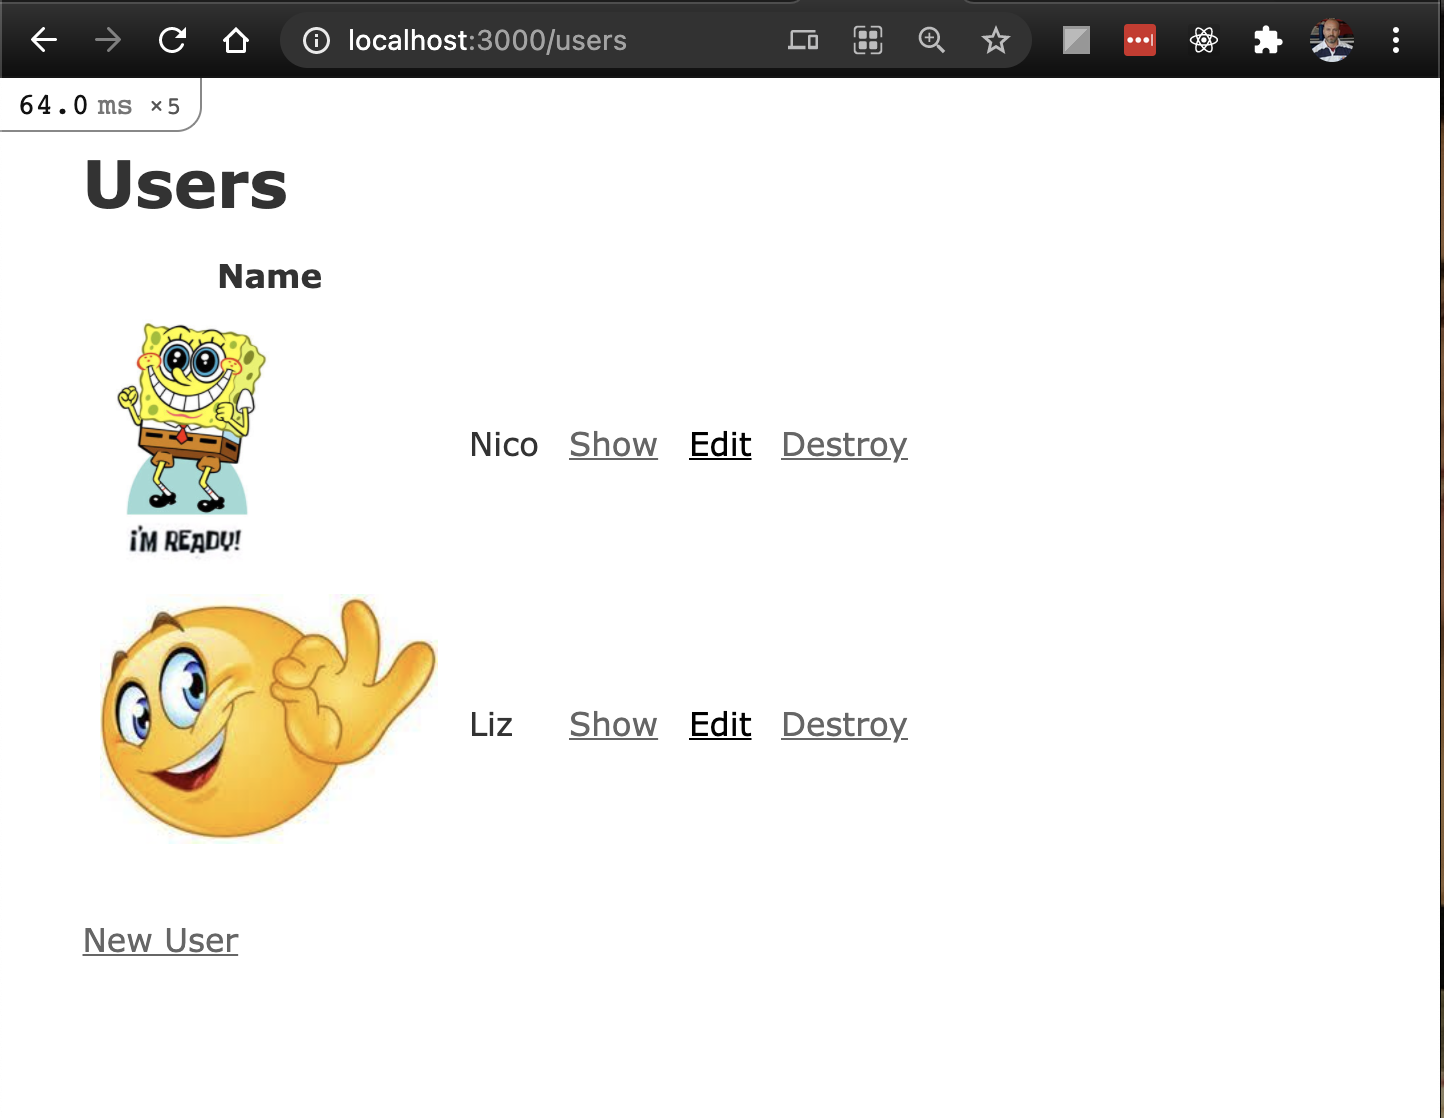 localhost:3000/users
64.0 ms ×5
Users
Name
i'M READY!
Nico Show Edit Destroy
Liz Show Edit Destroy
New User